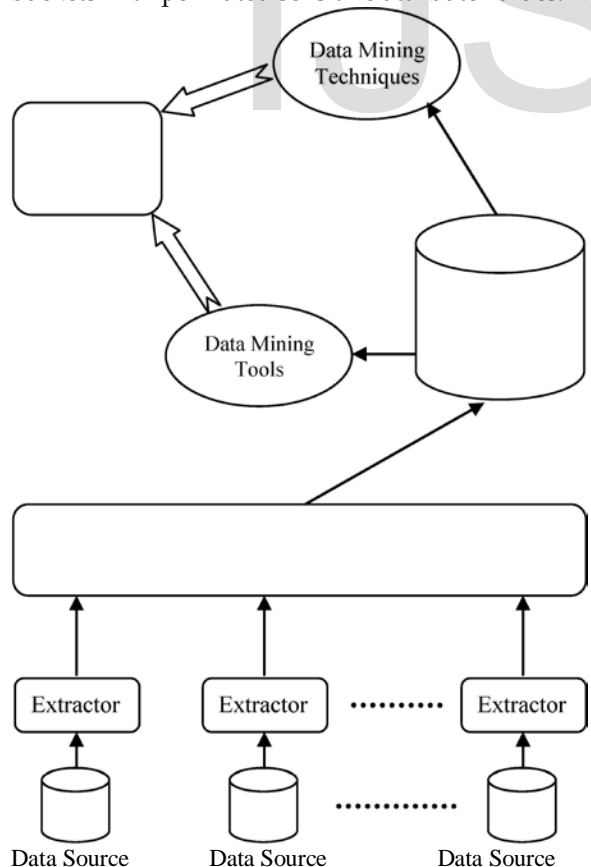 Data Mining
Techniques
Data Mining
Tools
Extractor Extractor Extractor
Data Source Data Source Data Source